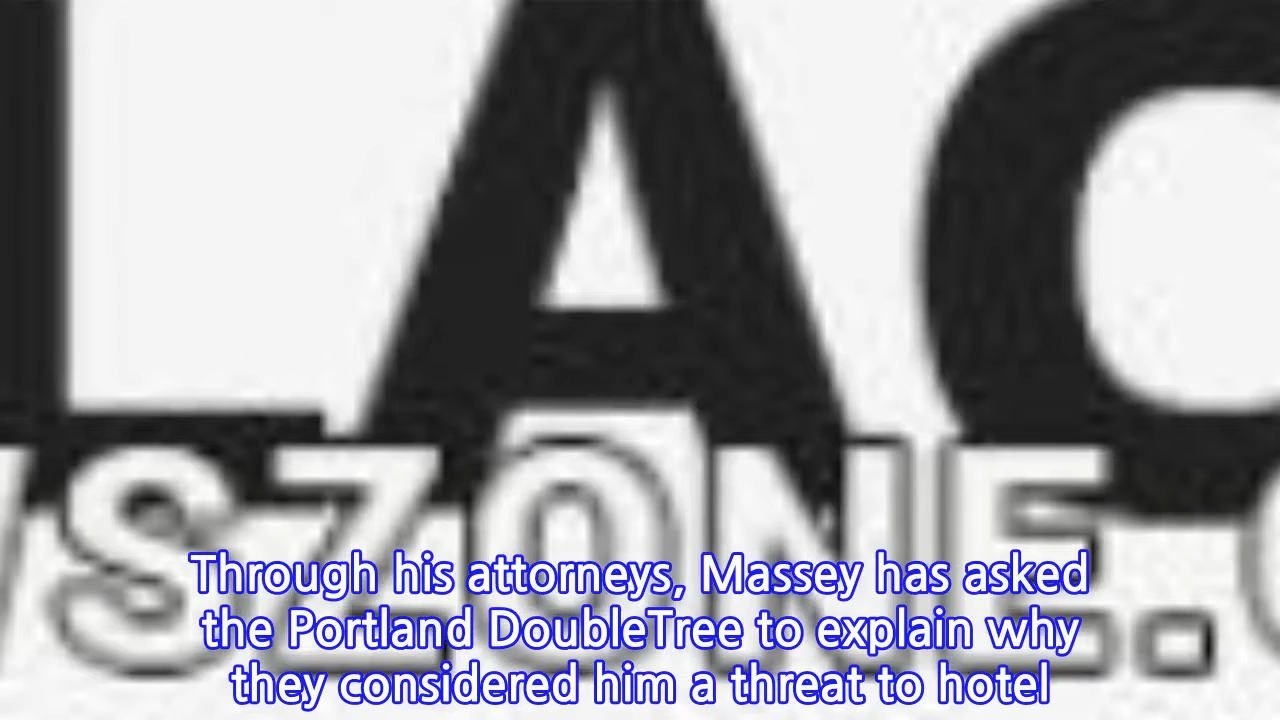 LAC
SZONE.
Through his attorneys, Massey has asked
the Portland DoubleTree to explain why
they considered him a threat to hotel